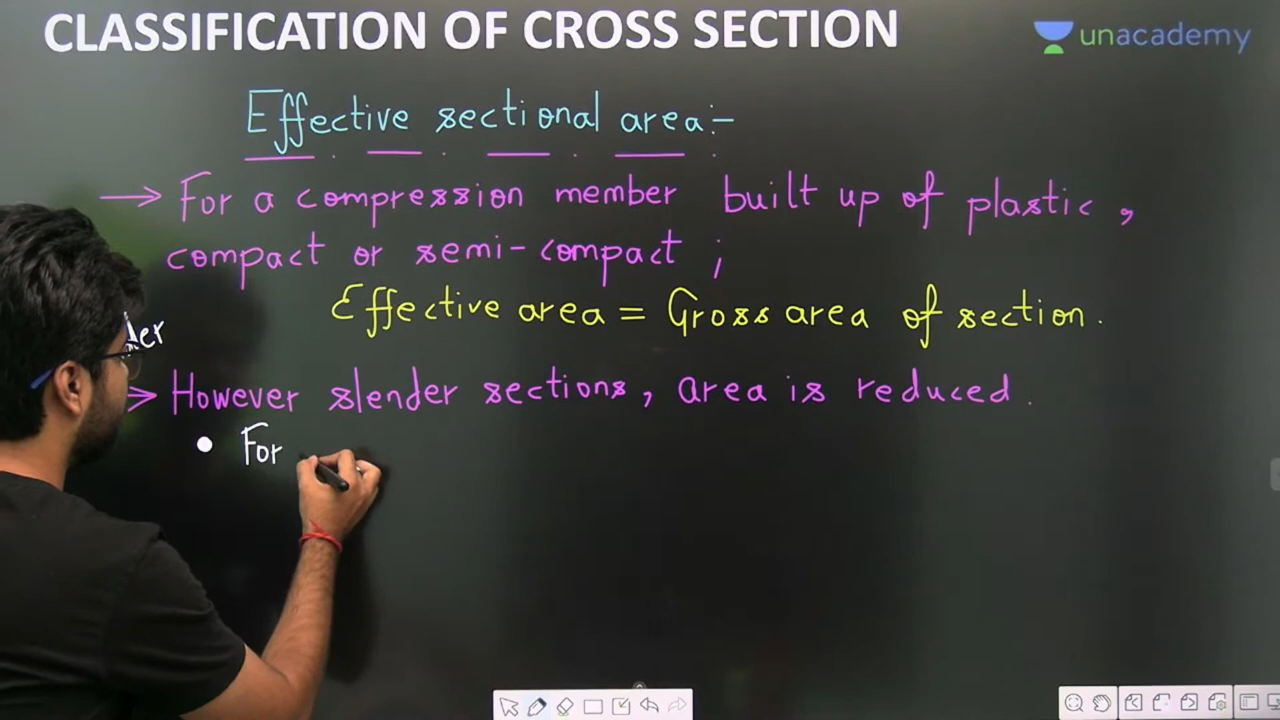 CLASSIFICATION OF CROSS SECTION
unacademy
Effective sectional area:-
→ For a compression member built up of plastic,
compact or semi-compact ;
Effective area = Gross area of section.
However slender sections, area is reduced.
• For